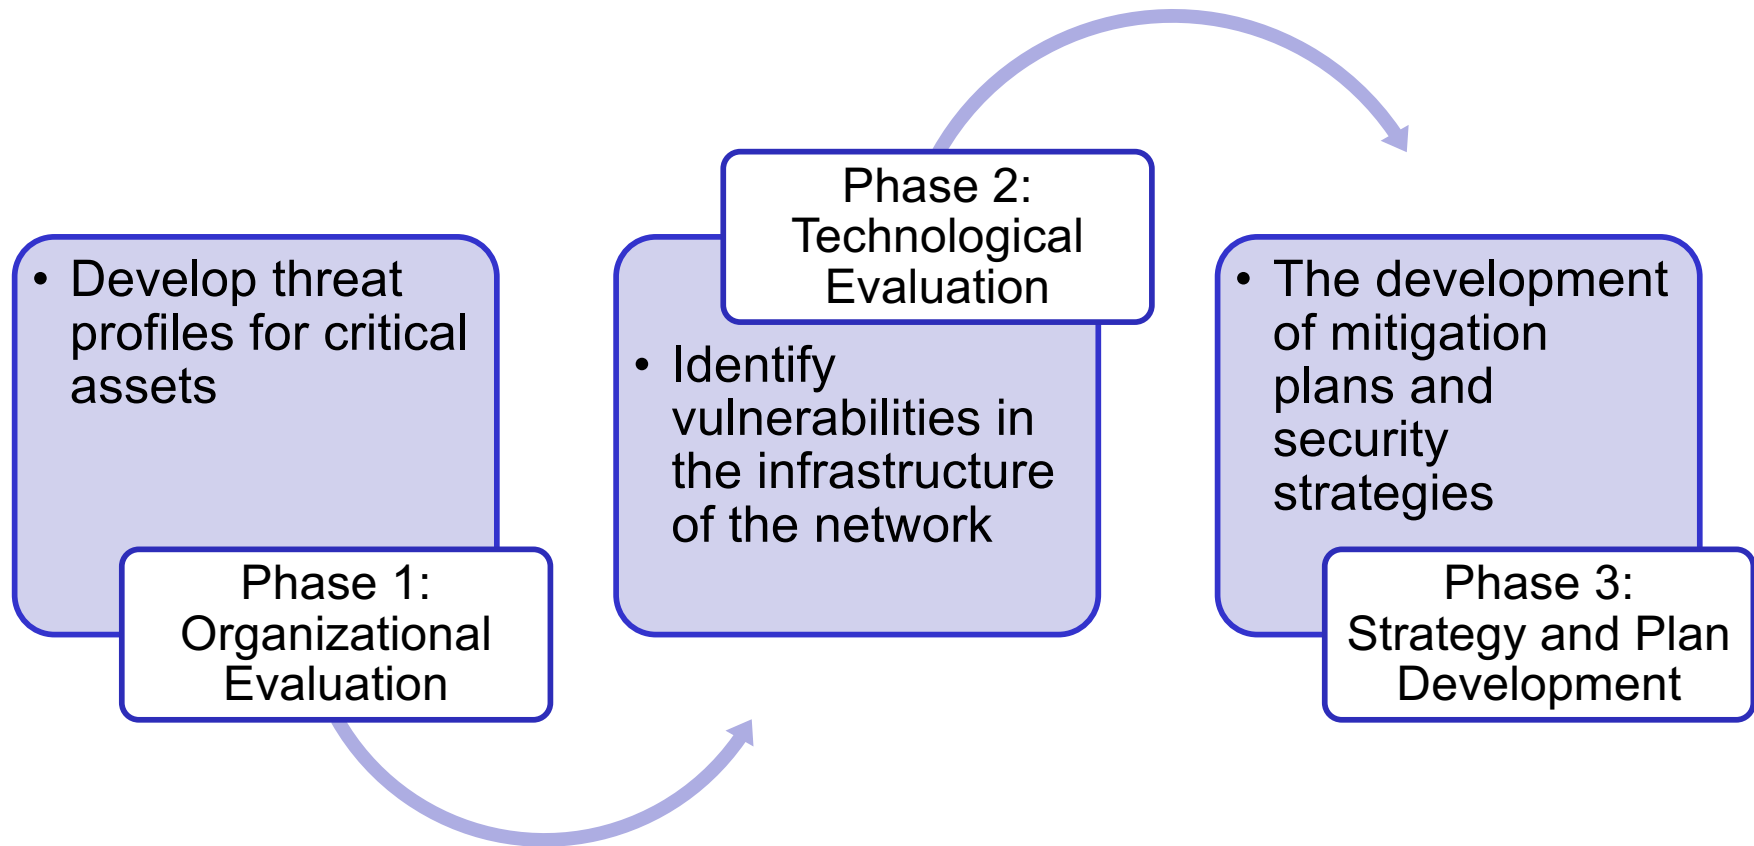 • Develop threat
profiles for critical
assets
Phase 1:
Organizational
Evaluation
Phase 2:
Technological
Evaluation
• Identify
vulnerabilities in
the infrastructure
of the network
• The development
of mitigation
plans and
security
strategies
Phase 3:
Strategy and Plan
Development